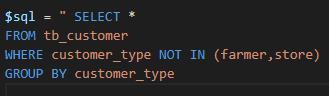 $sql = " SELECT *
FROM tb_customer
WHERE customer_type NOT IN (farmer,store)
GROUP BY customer_type